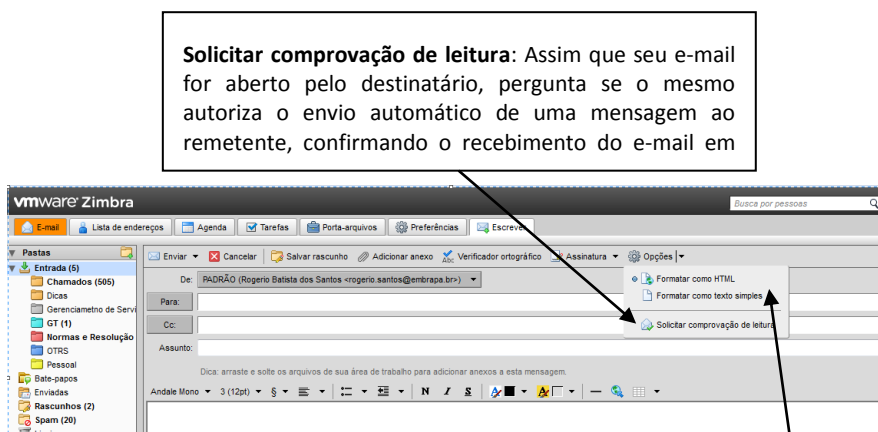 Solicitar comprovação de leitura: Assim que seu e-mail
for aberto pelo destinatário, pergunta se o mesmo
autoriza o envio automático de uma mensagem ao
remetente, confirmando o recebimento do e-mail em
vmware Zimbra
Busca por pessoas
E-mail Lista de endereços Agenda Tarefas Porta-arquivos Preferências Escrever
Pastas
Enviar Cancelar Salvar rascunho Adicionar anexo Verificador ortográfico Assinatura Opções
Entrada (5)
Chamados (505)
De: PADRÃO (Rogerio Batista dos Santos <rogerio.santos@embrapa.br>)
Formatar como HTML
Dicas
Formatar como texto simples
Gerenciametno de Servi
Para:
GT (1)
Cc:
Solicitar comprovação de leitura
Normas e Resolução
OTRS
Assunto:
Pessoal
Dica: arraste e solte os arquivos de sua área de trabalho para adicionar anexos a esta mensagem.
Bate-papos
Enviadas
Andale Mono 3 (12pt) § N I S
Rascunhos (2)
Spam (20)